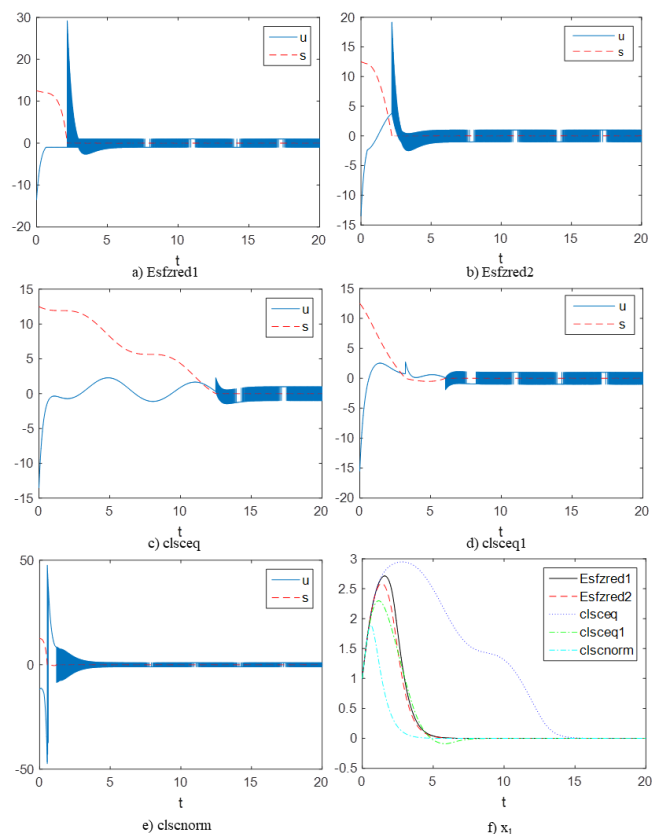 30
20
10
0
-10
-20
0 5 10 15 20
t
u
s
a) Esfzred1
20
15
10
5
0
-5
-10
-15
0 5 10 15 20
t
u
s
b) Esfzred2
15
10
5
0
-5
-10
-15
0 5 10 15 20
t
u
s
c) clsceq
15
10
5
0
-5
-10
-15
-20
0 5 10 15 20
t
u
s
d) clsceq1
50
0
-50
0 5 10 15 20
t
u
s
e) clscnorm
3
2.5
2
1.5
1
0.5
0
-0.5
0 5 10 15 20
t
Esfzred1
Esfzred2
clsceq
clsceq1
clscnorm
f) x₁